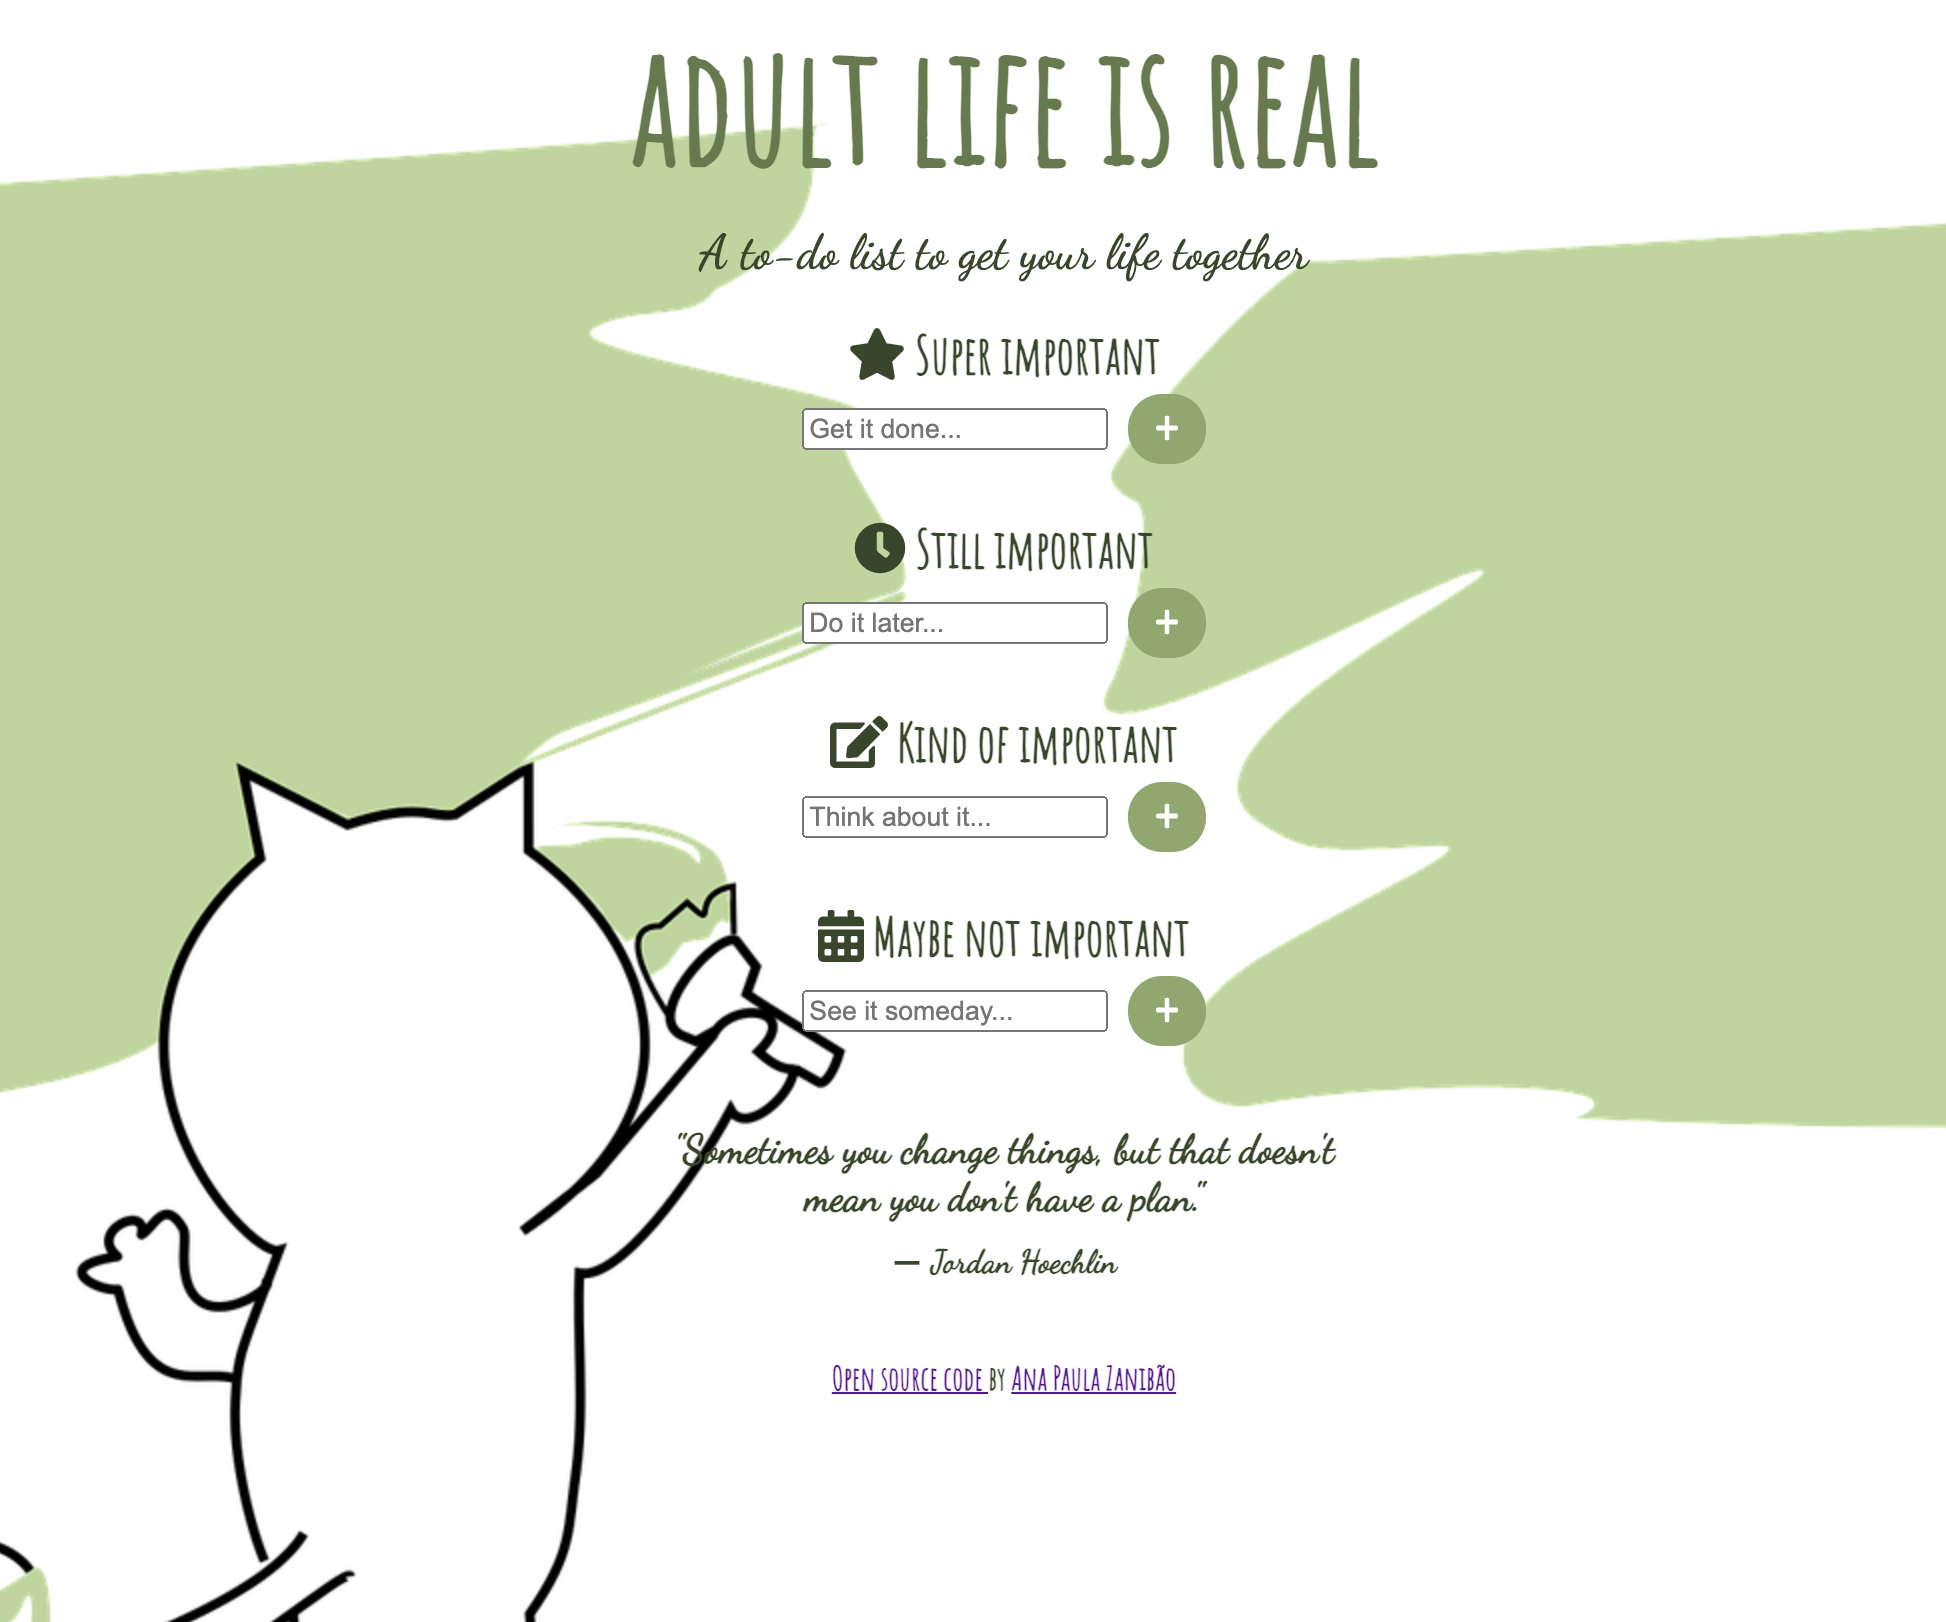 ADULT LIFE IS REAL
A to-do list to get your life together
Super important
Get it done...
+
Still important
Do it later...
+
Kind of important
Think about it...
+
Maybe not important
See it someday...
+
"Sometimes you change things, but that doesn't
mean you don't have a plan."
— Jordan Hoechlin
Open source code by Ana Paula Zanibão